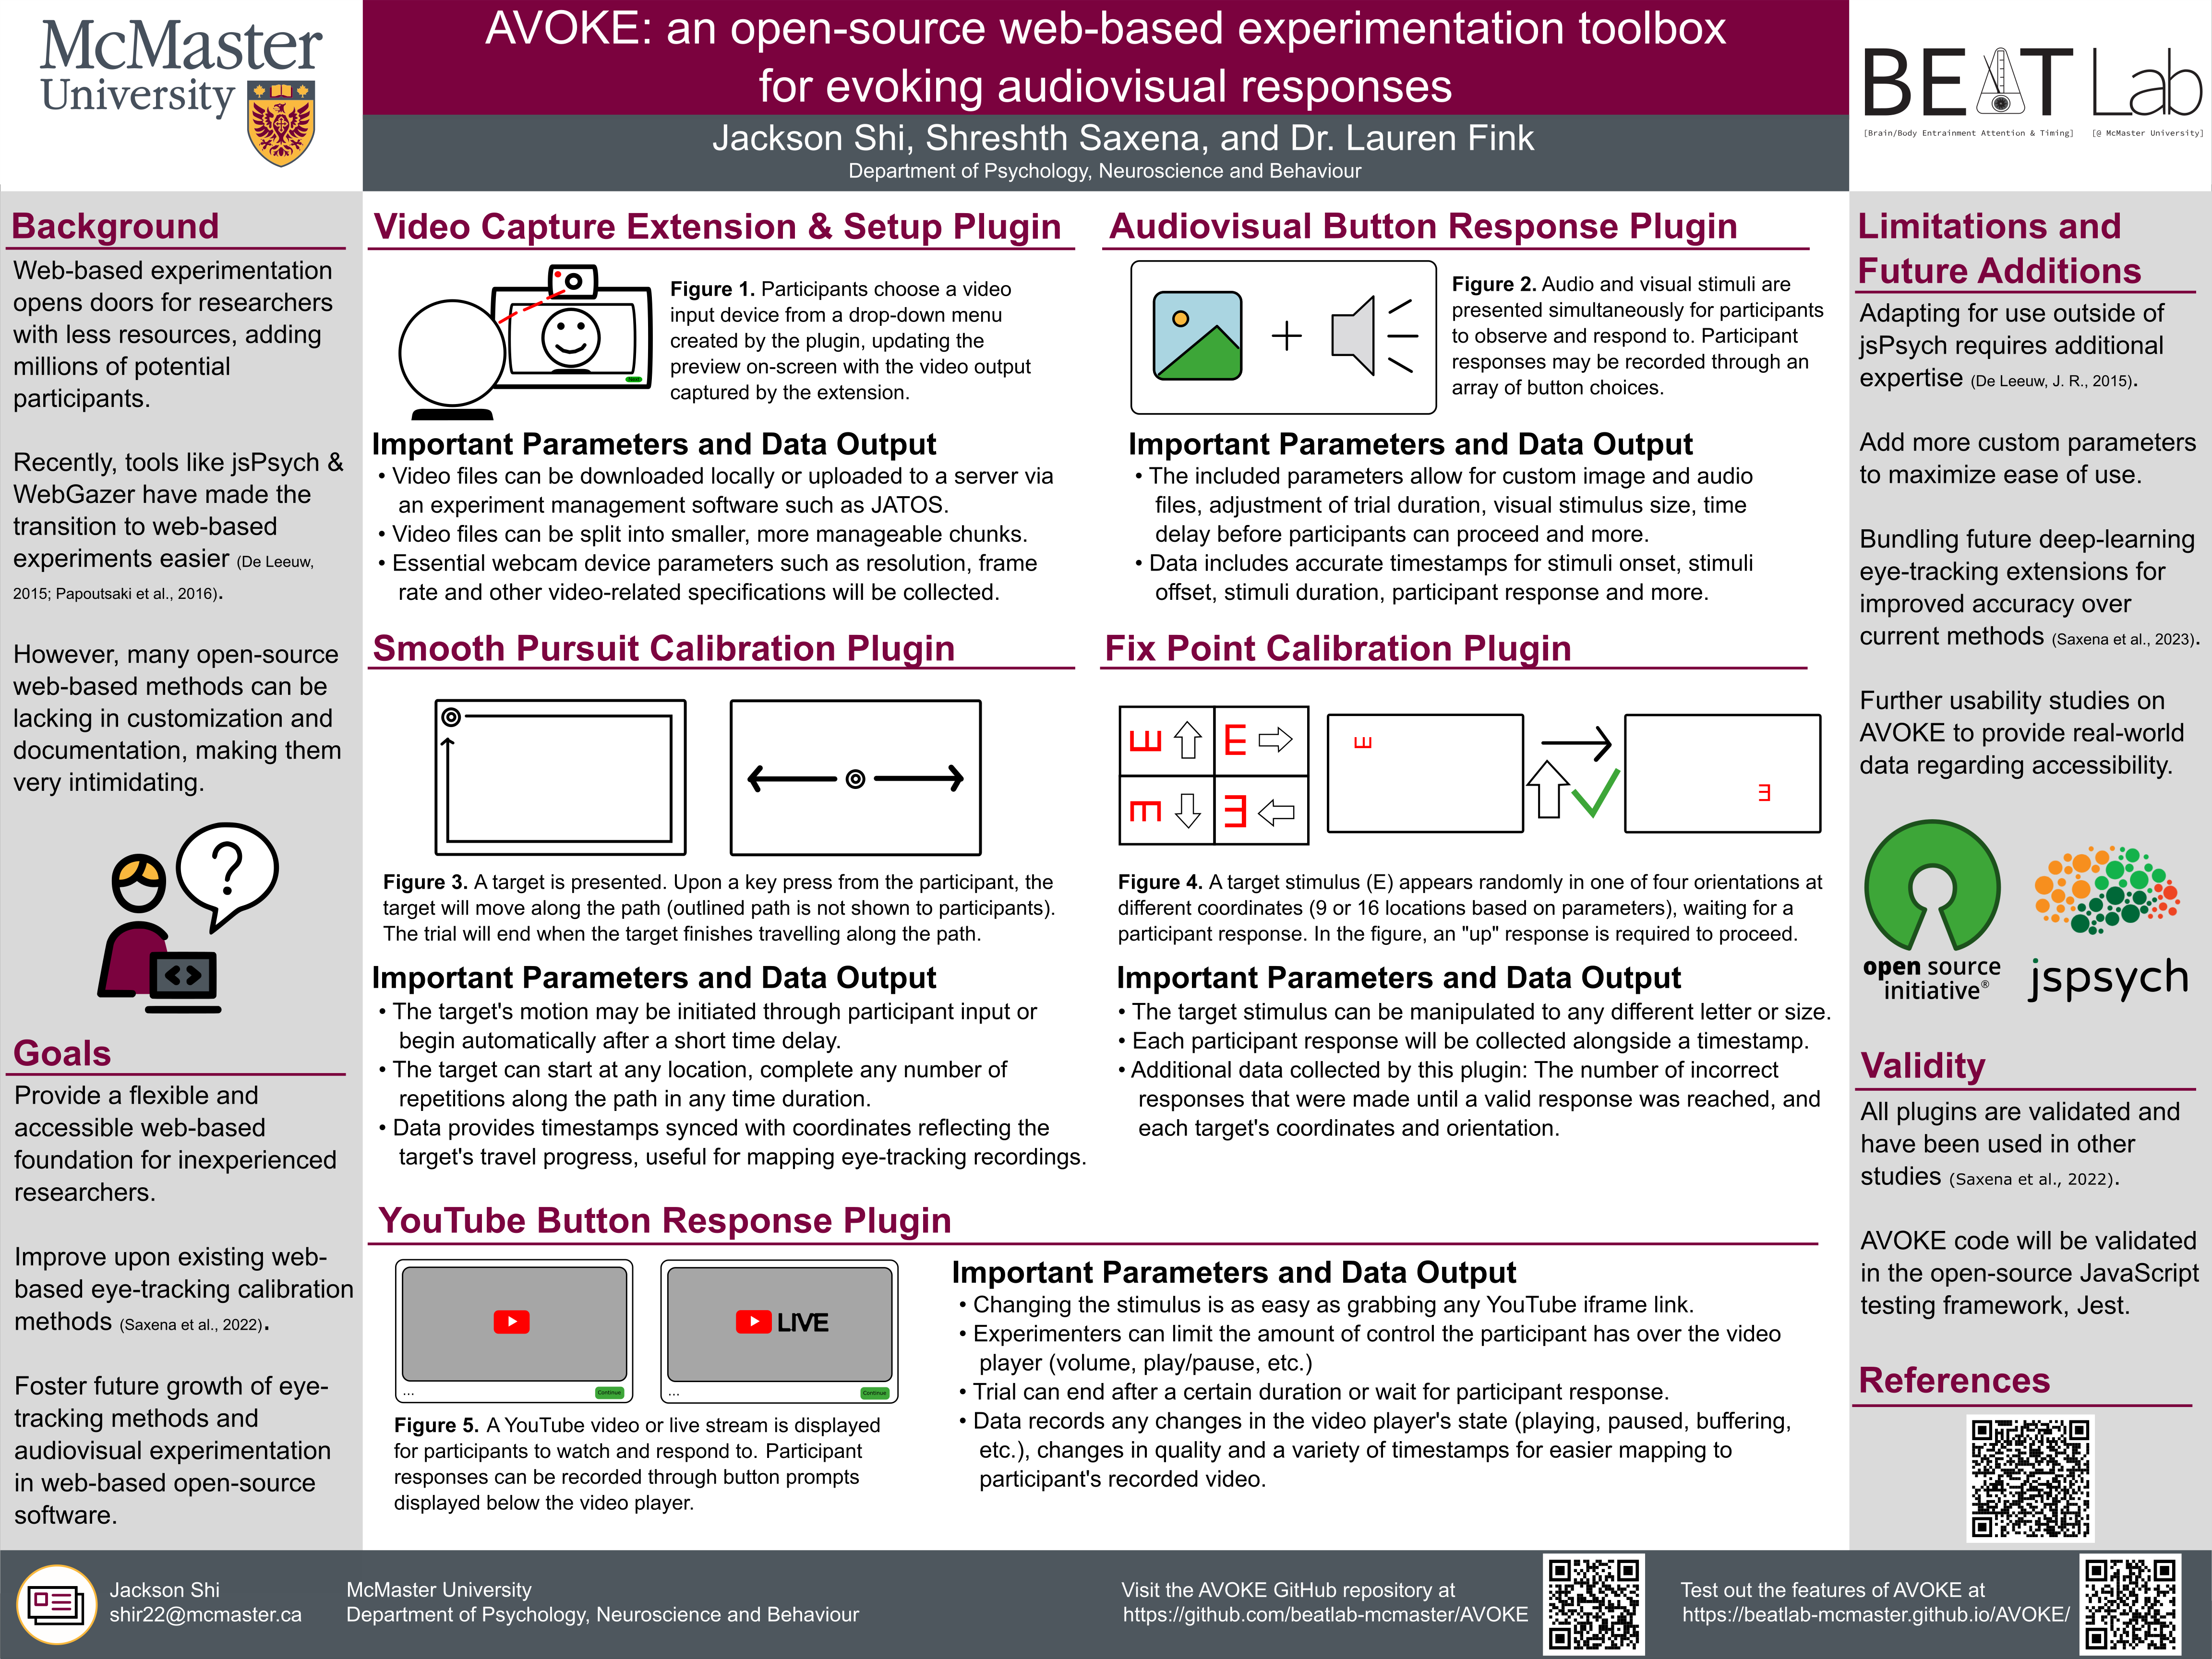 McMaster
University
AVOKE: an open-source web-based experimentation toolbox
for evoking audiovisual responses
Jackson Shi, Shreshth Saxena, and Dr. Lauren Fink
Department of Psychology, Neuroscience and Behaviour
BEAT Lab
[Brain/Body Entrainment Attention & Timing] [@ McMaster University]
Background
Web-based experimentation
opens doors for researchers
with less resources, adding
millions of potential
participants.
Recently, tools like jsPsych &
WebGazer have made the
transition to web-based
experiments easier (De Leeuw,
2015; Papoutsaki et al., 2016).
However, many open-source
web-based methods can be
lacking in customization and
documentation, making them
very intimidating.
?
Goals
Provide a flexible and
accessible web-based
foundation for inexperienced
researchers.
Improve upon existing web-
based eye-tracking calibration
methods (Saxena et al., 2022).
Foster future growth of eye-
tracking methods and
audiovisual experimentation
in web-based open-source
software.
Video Capture Extension & Setup Plugin
Figure 1. Participants choose a video
input device from a drop-down menu
created by the plugin, updating the
preview on-screen with the video output
captured by the extension.
Important Parameters and Data Output
• Video files can be downloaded locally or uploaded to a server via
an experiment management software such as JATOS.
• Video files can be split into smaller, more manageable chunks.
• Essential webcam device parameters such as resolution, frame
rate and other video-related specifications will be collected.
Audiovisual Button Response Plugin
+
Figure 2. Audio and visual stimuli are
presented simultaneously for participants
to observe and respond to. Participant
responses may be recorded through an
array of button choices.
Important Parameters and Data Output
• The included parameters allow for custom image and audio
files, adjustment of trial duration, visual stimulus size, time
delay before participants can proceed and more.
• Data includes accurate timestamps for stimuli onset, stimuli
offset, stimuli duration, participant response and more.
Smooth Pursuit Calibration Plugin
Figure 3. A target is presented. Upon a key press from the participant, the
target will move along the path (outlined path is not shown to participants).
The trial will end when the target finishes travelling along the path.
Important Parameters and Data Output
• The target's motion may be initiated through participant input or
begin automatically after a short time delay.
• The target can start at any location, complete any number of
repetitions along the path in any time duration.
• Data provides timestamps synced with coordinates reflecting the
target's travel progress, useful for mapping eye-tracking recordings.
Fix Point Calibration Plugin
E E E
E E E
Figure 4. A target stimulus (E) appears randomly in one of four orientations at
different coordinates (9 or 16 locations based on parameters), waiting for a
participant response. In the figure, an "up" response is required to proceed.
Important Parameters and Data Output
• The target stimulus can be manipulated to any different letter or size.
• Each participant response will be collected alongside a timestamp.
• Additional data collected by this plugin: The number of incorrect
responses that were made until a valid response was reached, and
each target's coordinates and orientation.
YouTube Button Response Plugin
LIVE
... Continue ... Continue
Figure 5. A YouTube video or live stream is displayed
for participants to watch and respond to. Participant
responses can be recorded through button prompts
displayed below the video player.
Important Parameters and Data Output
• Changing the stimulus is as easy as grabbing any YouTube iframe link.
• Experimenters can limit the amount of control the participant has over the video
player (volume, play/pause, etc.)
• Trial can end after a certain duration or wait for participant response.
• Data records any changes in the video player's state (playing, paused, buffering,
etc.), changes in quality and a variety of timestamps for easier mapping to
participant's recorded video.
Limitations and
Future Additions
Adapting for use outside of
jsPsych requires additional
expertise (De Leeuw, J. R., 2015).
Add more custom parameters
to maximize ease of use.
Bundling future deep-learning
eye-tracking extensions for
improved accuracy over
current methods (Saxena et al., 2023).
Further usability studies on
AVOKE to provide real-world
data regarding accessibility.
open source
initiative®
jspsych
Validity
All plugins are validated and
have been used in other
studies (Saxena et al., 2022).
AVOKE code will be validated
in the open-source JavaScript
testing framework, Jest.
References
Jackson Shi
shir22@mcmaster.ca
McMaster University
Department of Psychology, Neuroscience and Behaviour
Visit the AVOKE GitHub repository at
https://github.com/beatlab-mcmaster/AVOKE
Test out the features of AVOKE at
https://beatlab-mcmaster.github.io/AVOKE/